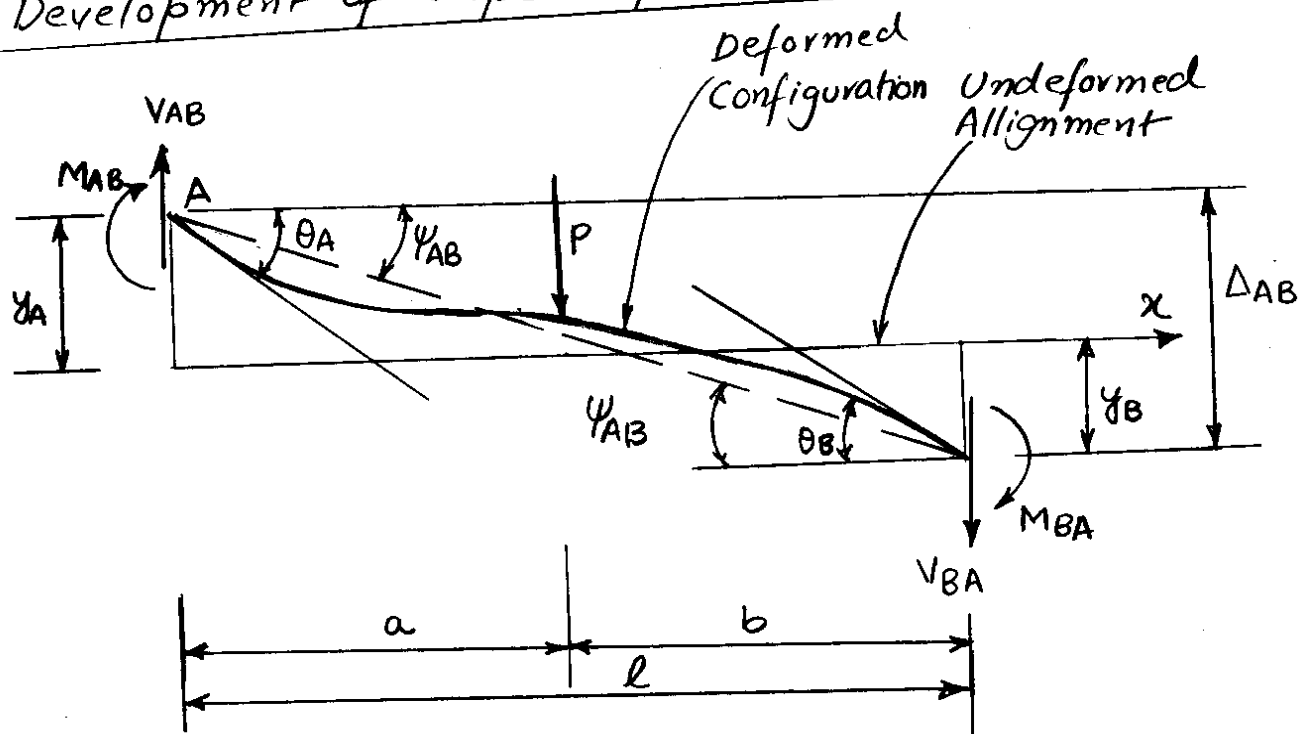 Development
Deformed
Configuration
Undeformed
Allignment
VAB
MAB
A
θA
ψAB
P
ΔAB
yA
x
ψAB
θB
yB
MBA
VBA
a
b
l